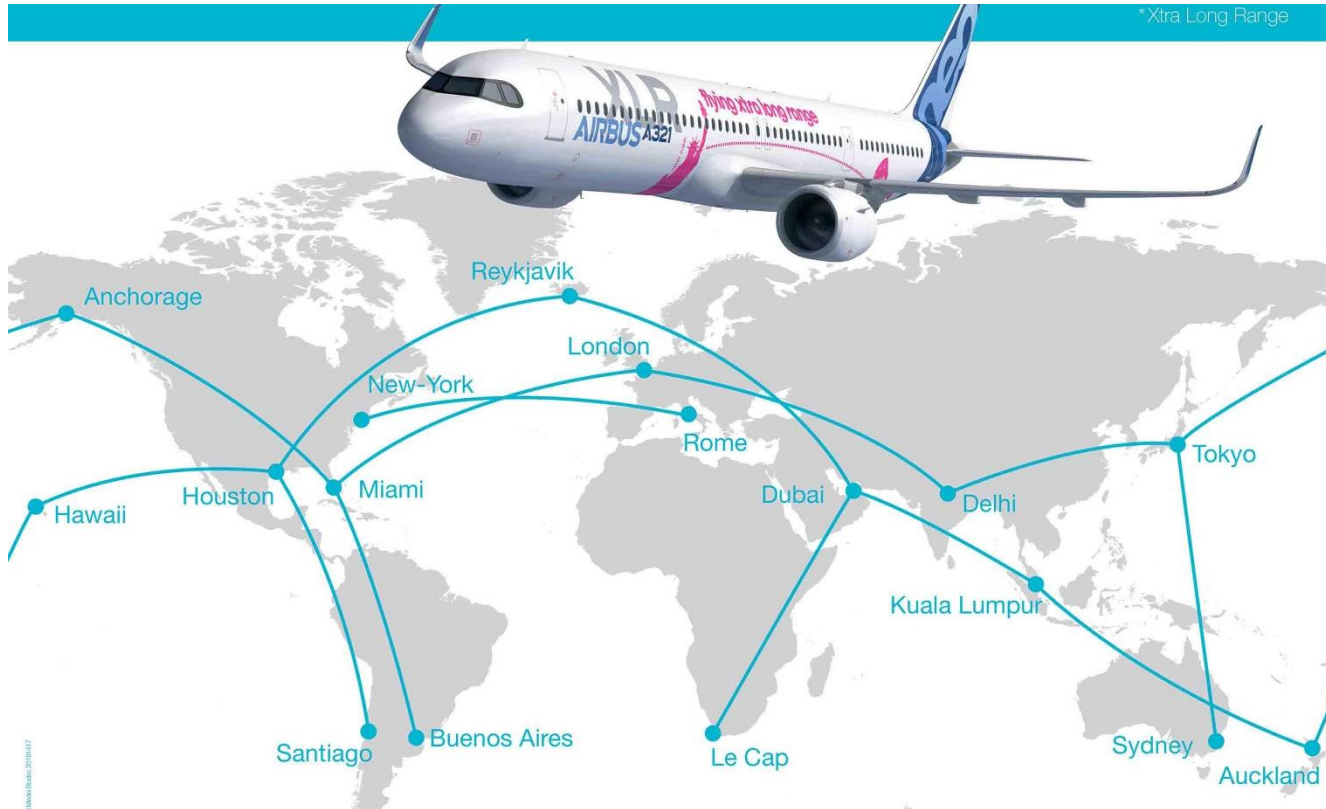 *Xtra Long Range
XLR
flying xtra long range
AIRBUS A321
Reykjavik
Anchorage
London
New-York
Rome
Tokyo
Houston
Miami
Dubai
Delhi
Hawaii
Kuala Lumpur
Santiago
Buenos Aires
Le Cap
Sydney
Auckland